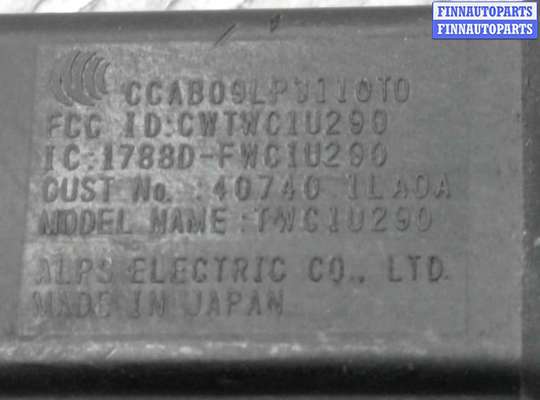 FINNAUTOPARTS
FINNAUTOPARTS
CCAB09LP3110T0
FCC ID:CWTWC1U290
IC:1788D-FWC1U290
CUST No. :40740 1LA0A
MODEL NAME:TWC1U290
ALPS ELECTRIC CO., LTD.
MADE IN JAPAN